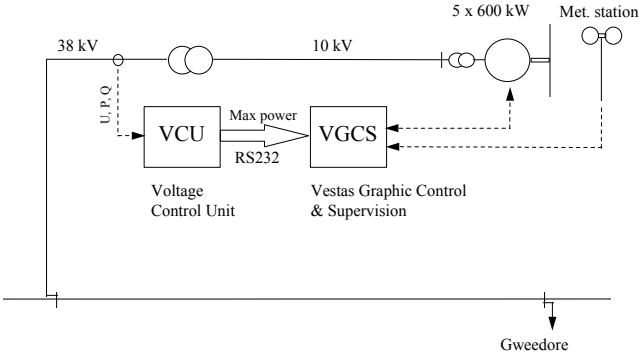 5 x 600 kW
Met. station
38 kV
10 kV
U, P, Q
VCU
Max power
RS232
VGCS
Voltage
Control Unit
Vestas Graphic Control
& Supervision
Gweedore